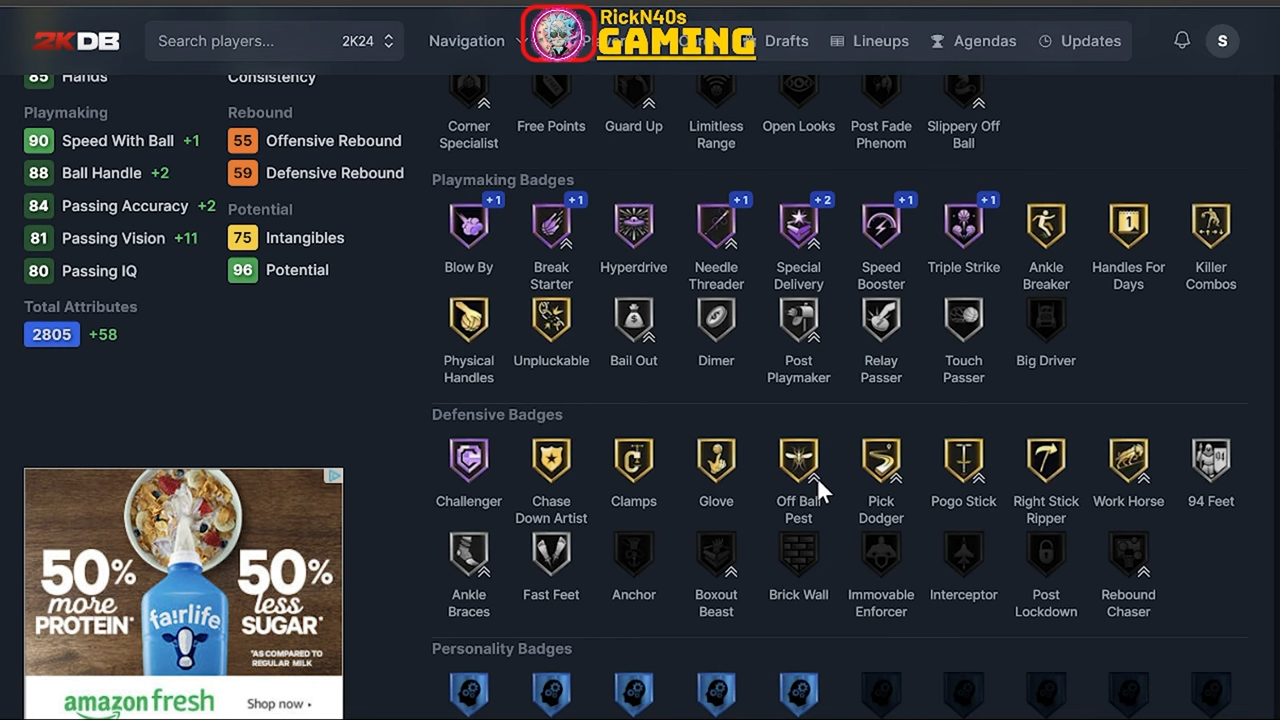 2KDB
Search players...
2K24
Navigation
RickN40s
GAMING
Drafts
Lineups
Agendas
Updates
S
85 Hands
Consistency
Playmaking
90 Speed With Ball +1
88 Ball Handle +2
84 Passing Accuracy +2
81 Passing Vision +11
80 Passing IQ
Rebound
55 Offensive Rebound
59 Defensive Rebound
Potential
75 Intangibles
96 Potential
Total Attributes
2805 +58
Corner Specialist
Free Points
Guard Up
Limitless Range
Open Looks
Post Fade Phenom
Slippery Off Ball
Playmaking Badges
+1 +1 +1 +2 +1 +1
Blow By
Break Starter
Hyperdrive
Needle Threader
Special Delivery
Speed Booster
Triple Strike
Ankle Breaker
Handles For Days
Killer Combos
Physical Handles
Unpluckable
Bail Out
Dimer
Post Playmaker
Relay Passer
Touch Passer
Big Driver
Defensive Badges
Challenger
Chase Down Artist
Clamps
Glove
Off Ball Pest
Pick Dodger
Pogo Stick
Right Stick Ripper
Work Horse
94 Feet
Ankle Braces
Fast Feet
Anchor
Boxout Beast
Brick Wall
Immovable Enforcer
Interceptor
Post Lockdown
Rebound Chaser
Personality Badges
50% more PROTEIN*
fa!rlife
50% less SUGAR*
*AS COMPARED TO
REGULAR MILK
amazon fresh
Shop now